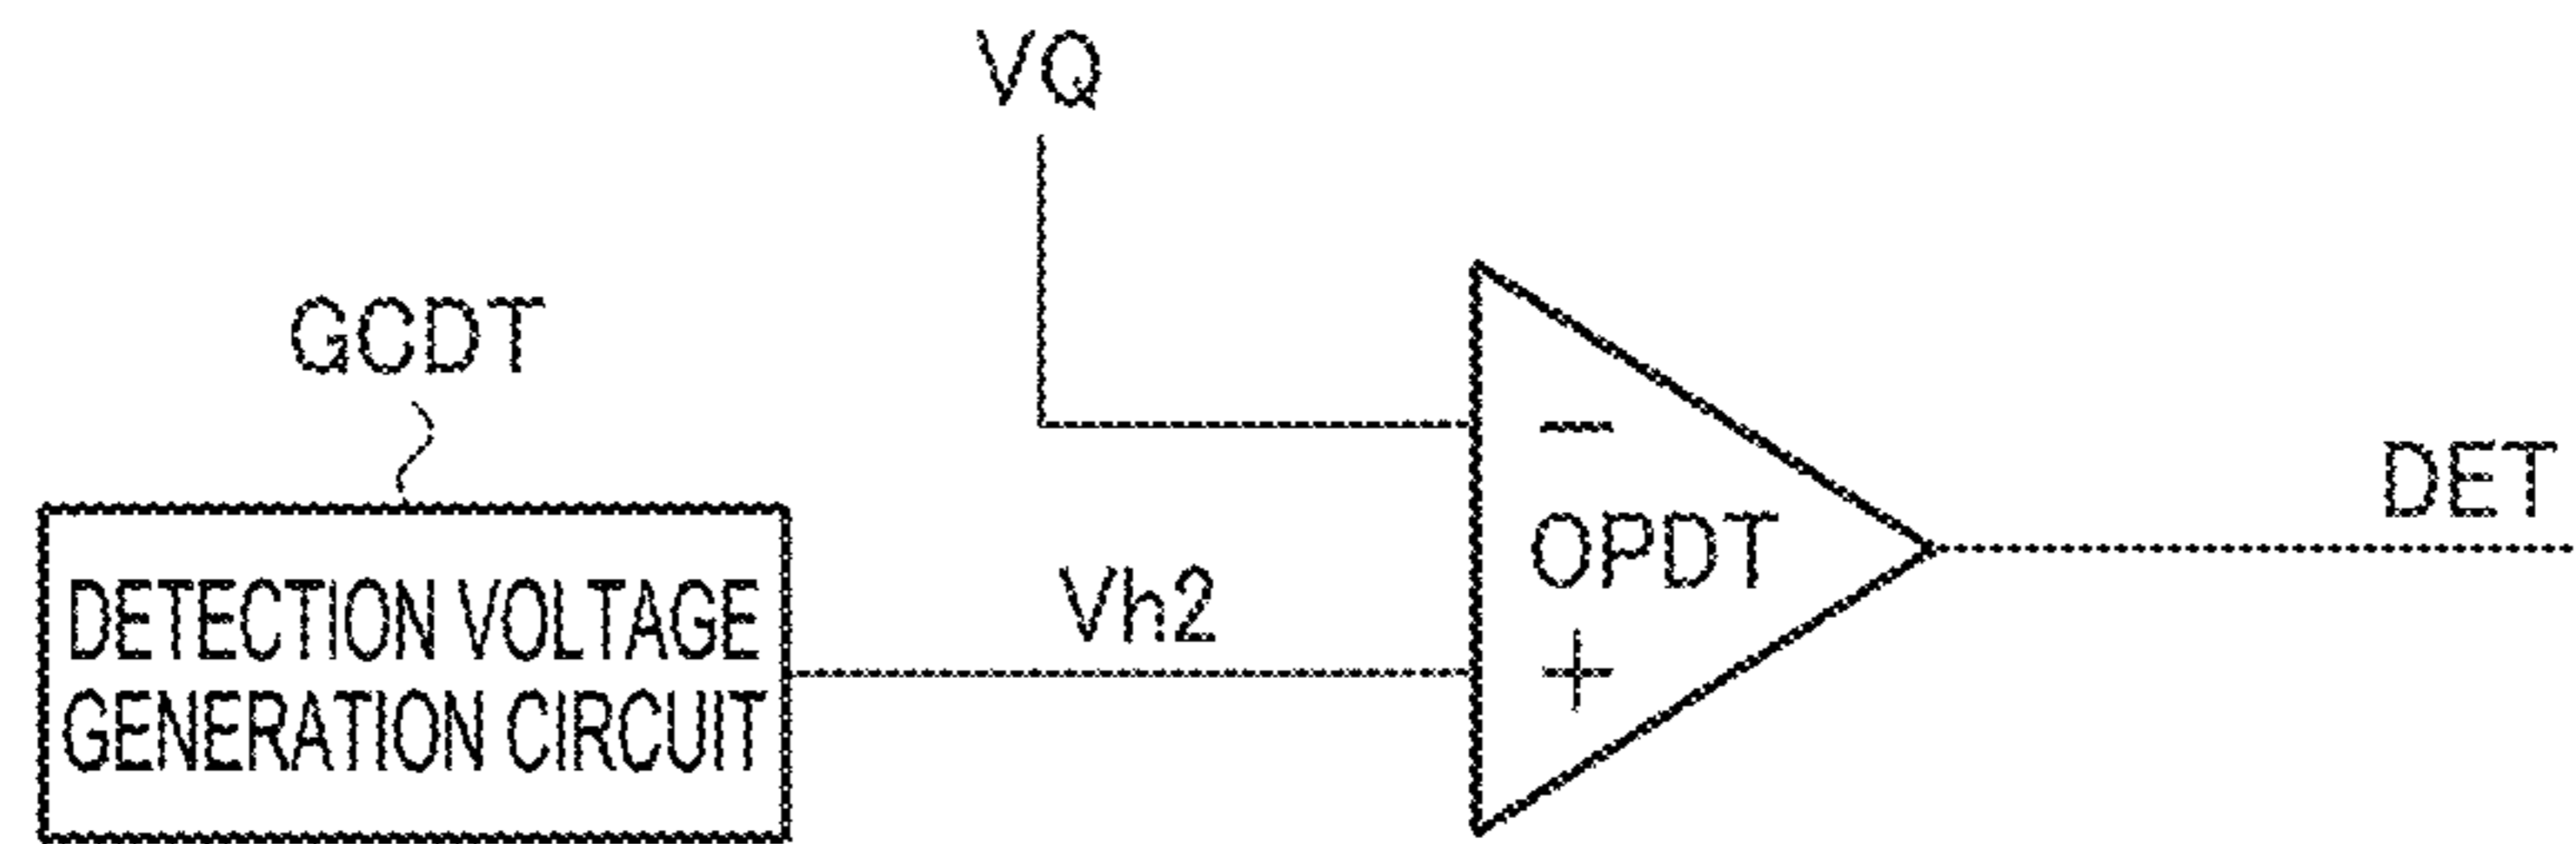 VQ
GCDT
DETECTION VOLTAGE
GENERATION CIRCUIT
Vh2
−
OPDT
+
DET